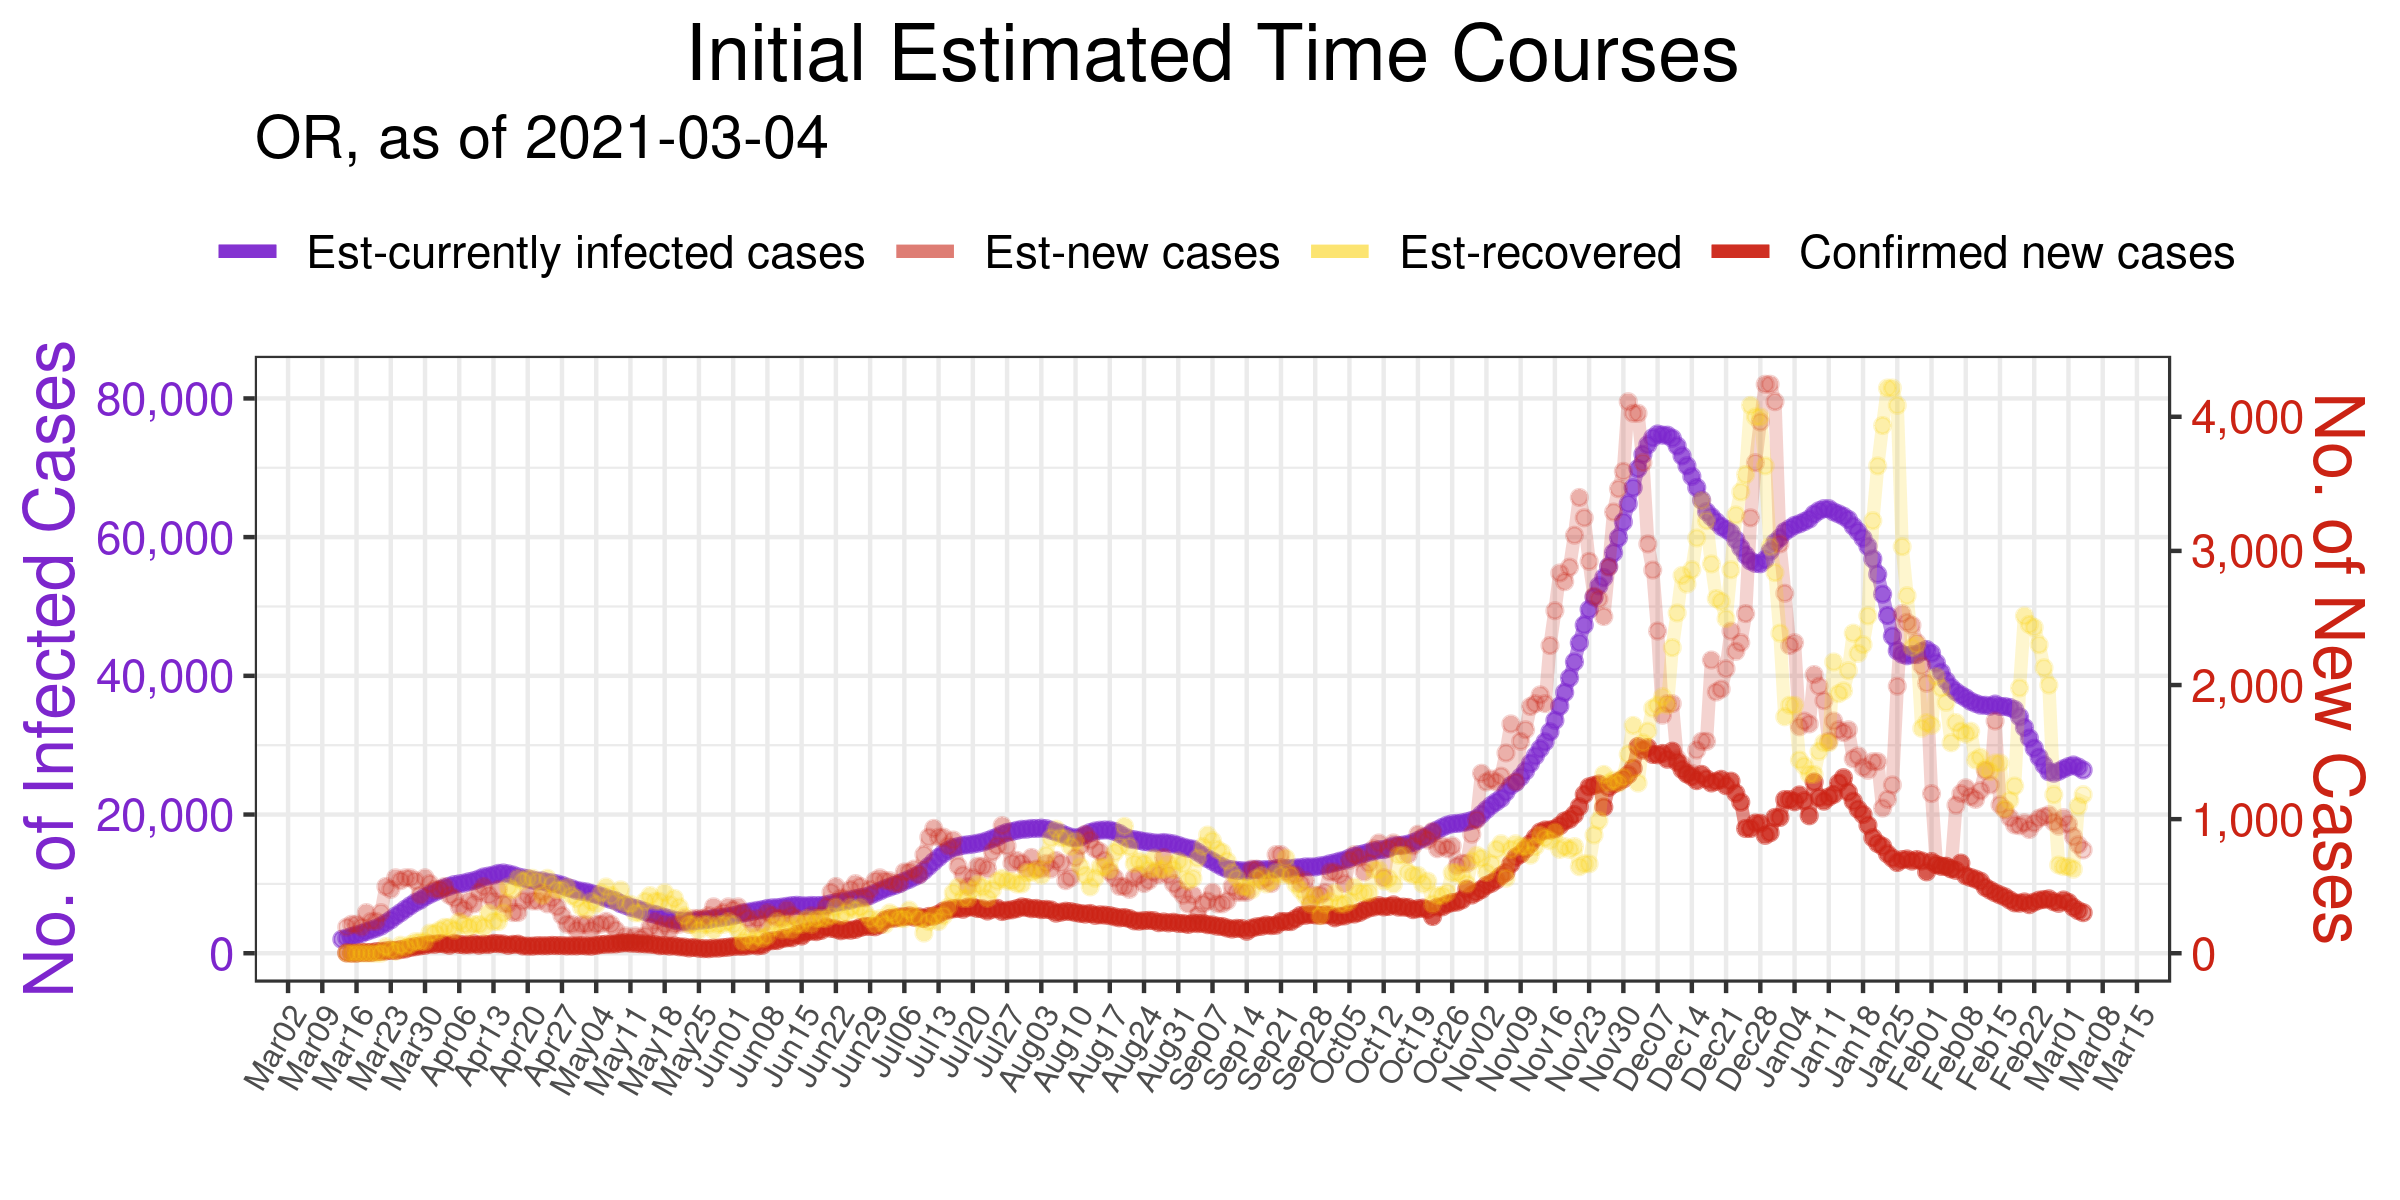 Initial Estimated Time Courses
OR, as of 2021-03-04
Est-currently infected cases Est-new cases Est-recovered Confirmed new cases
No. of Infected Cases
80,000
60,000
40,000
20,000
0
4,000
3,000
2,000
1,000
0
No. of New Cases
Mar02 Mar09 Mar16 Mar23 Mar30 Apr06 Apr13 Apr20 Apr27 May04 May11 May18 May25 Jun01 Jun08 Jun15 Jun22 Jun29 Jul06 Jul13 Jul20 Jul27 Aug03 Aug10 Aug17 Aug24 Aug31 Sep07 Sep14 Sep21 Sep28 Oct05 Oct12 Oct19 Oct26 Nov02 Nov09 Nov16 Nov23 Nov30 Dec07 Dec14 Dec21 Dec28 Jan04 Jan11 Jan18 Jan25 Feb01 Feb08 Feb15 Feb22 Mar01 Mar08 Mar15